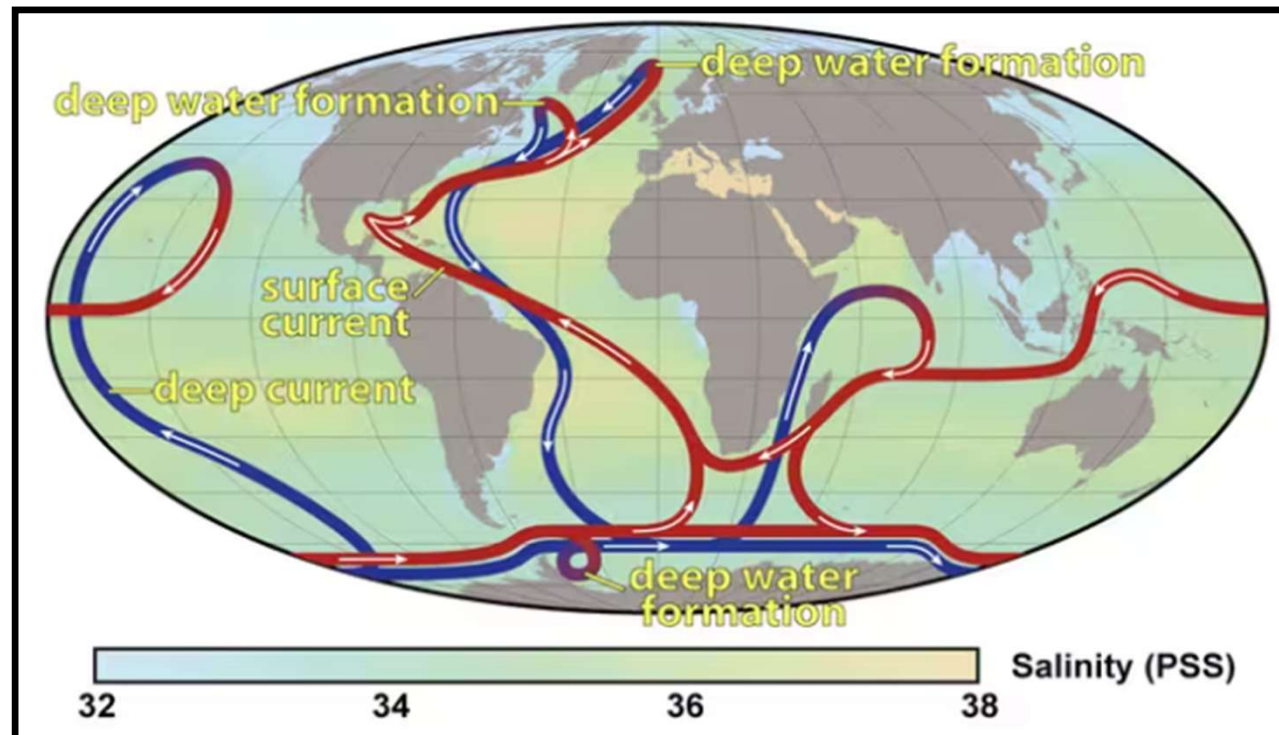 deep water formation
deep water formation
surface
current
deep current
deep water
formation
32 34 36 38 Salinity (PSS)